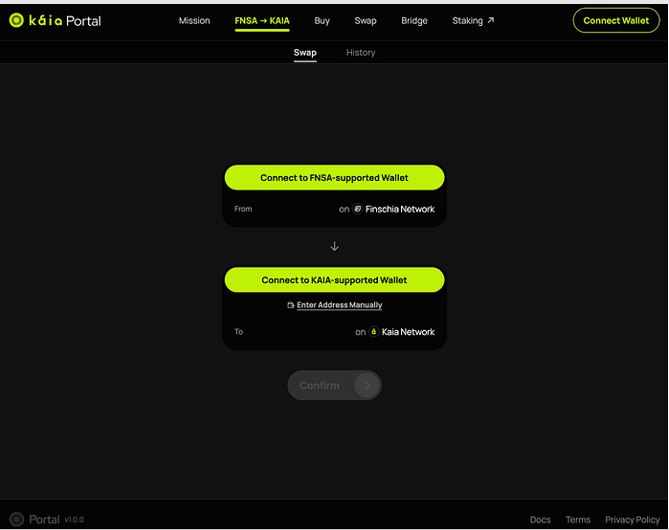 káia Portal
Mission
FNSA → KAIA
Buy
Swap
Bridge
Staking ↗
Connect Wallet
Swap
History
Connect to FNSA-supported Wallet
From
on Finschia Network
↓
Connect to KAIA-supported Wallet
Enter Address Manually
To
on Kaia Network
Confirm
Portal v1.0.0
Docs
Terms
Privacy Policy